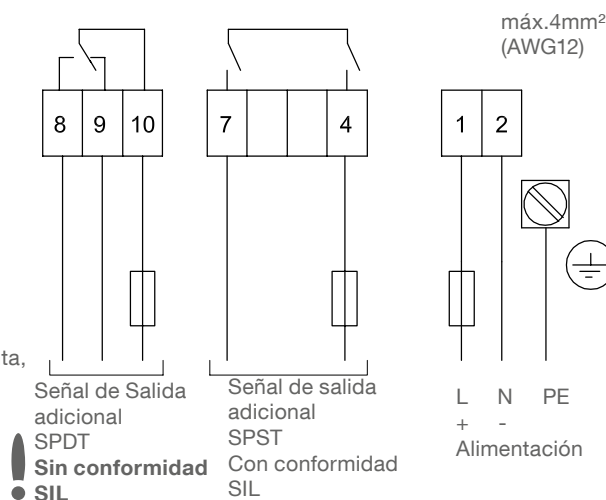 máx.4mm²
(AWG12)
8 9 10
7 4
1 2
ta,
Señal de Salida
adicional
SPDT
Sin conformidad
SIL
Señal de salida
adicional
SPST
Con conformidad
SIL
L N PE
+ -
Alimentación